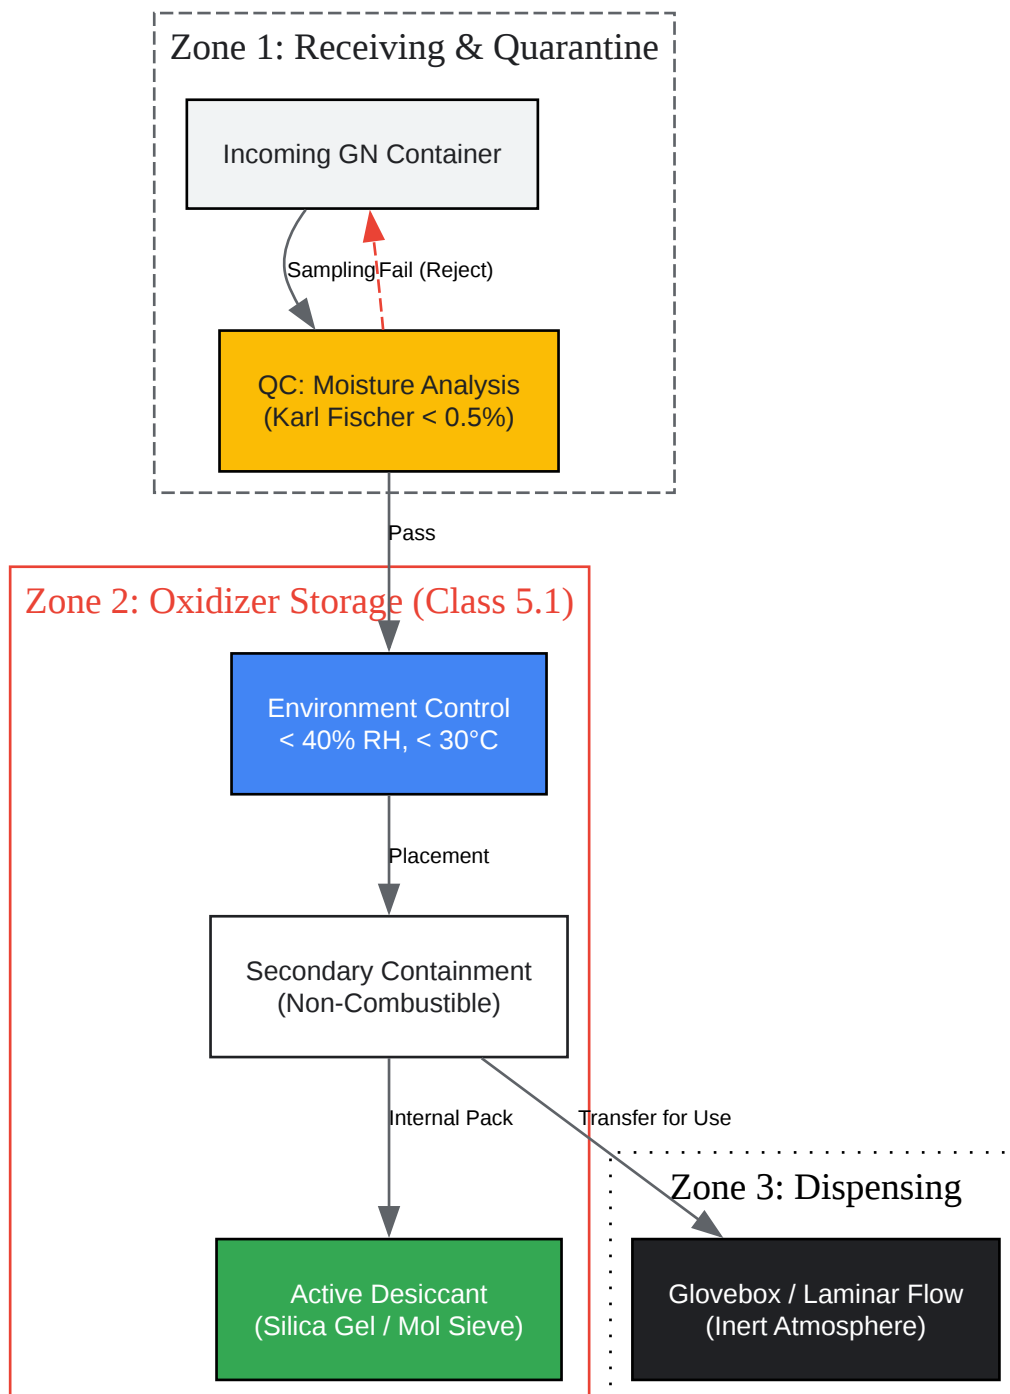 Zone 1: Receiving & Quarantine
Incoming GN Container
Sampling
Fail (Reject)
QC: Moisture Analysis
(Karl Fischer < 0.5%)
Pass
Zone 2: Oxidizer Storage (Class 5.1)
Environment Control
< 40% RH, < 30°C
Placement
Secondary Containment
(Non-Combustible)
Internal Pack
Transfer for Use
Zone 3: Dispensing
Active Desiccant
(Silica Gel / Mol Sieve)
Glovebox / Laminar Flow
(Inert Atmosphere)